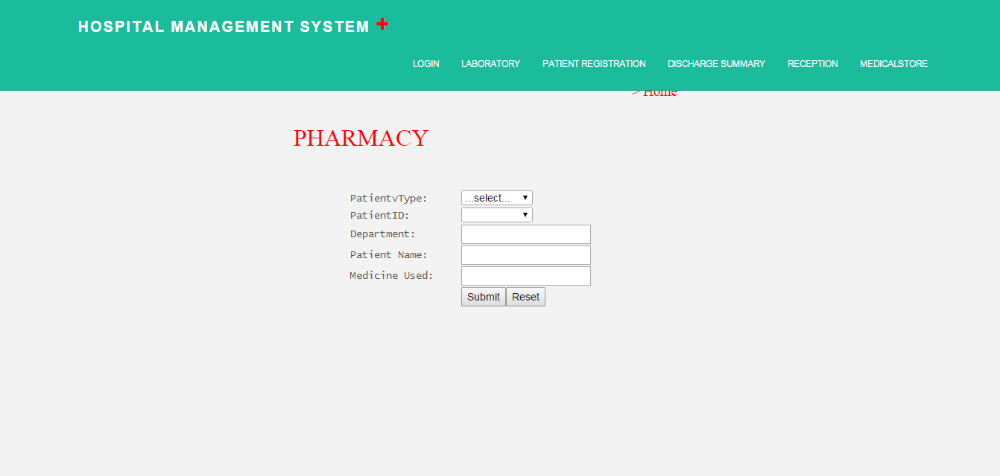 HOSPITAL MANAGEMENT SYSTEM +
LOGIN LABORATORY PATIENT REGISTRATION DISCHARGE SUMMARY RECEPTION MEDICALSTORE
> Home
PHARMACY
PatientvType: ...select...
PatientID:
Department:
Patient Name:
Medicine Used:
Submit Reset